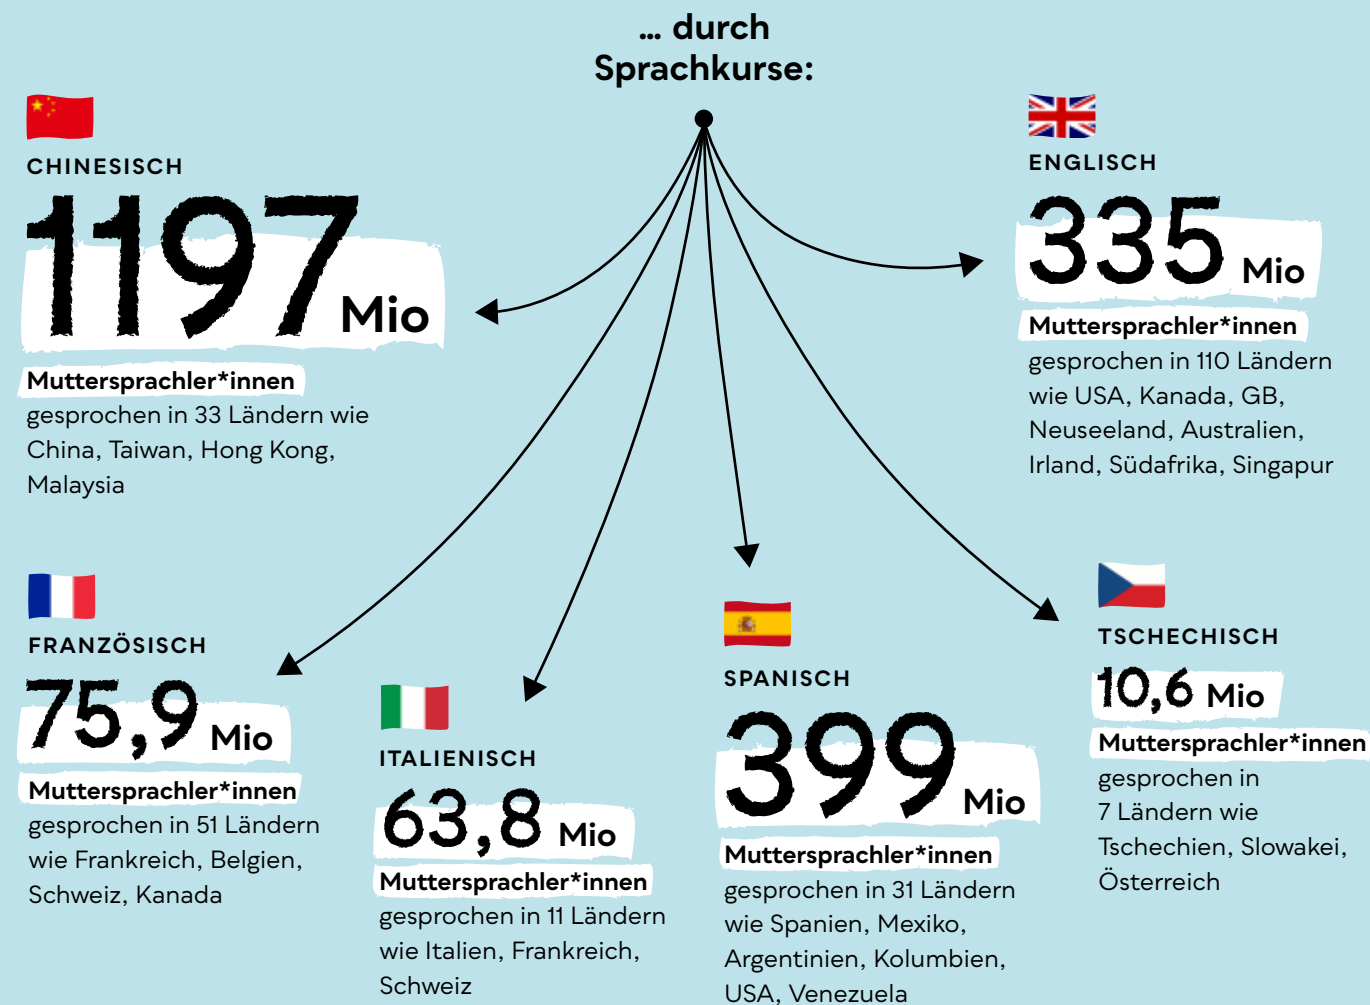 ... durch
Sprachkurse:
CHINESISCH
1197 Mio
Muttersprachler*innen
gesprochen in 33 Ländern wie
China, Taiwan, Hong Kong,
Malaysia
ENGLISCH
335 Mio
Muttersprachler*innen
gesprochen in 110 Ländern
wie USA, Kanada, GB,
Neuseeland, Australien,
Irland, Südafrika, Singapur
FRANZÖSISCH
75,9 Mio
Muttersprachler*innen
gesprochen in 51 Ländern
wie Frankreich, Belgien,
Schweiz, Kanada
ITALIENISCH
63,8 Mio
Muttersprachler*innen
gesprochen in 11 Ländern
wie Italien, Frankreich,
Schweiz
SPANISCH
399 Mio
Muttersprachler*innen
gesprochen in 31 Ländern
wie Spanien, Mexiko,
Argentinien, Kolumbien,
USA, Venezuela
TSCHECHISCH
10,6 Mio
Muttersprachler*innen
gesprochen in
7 Ländern wie
Tschechien, Slowakei,
Österreich